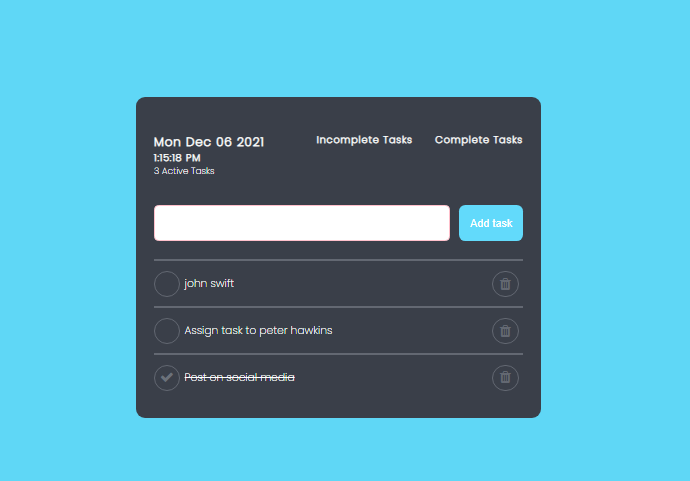 Mon Dec 06 2021
Incomplete Tasks
Complete Tasks
1:15:18 PM
3 Active Tasks
Add task
john swift
Assign task to peter hawkins
Post on social media